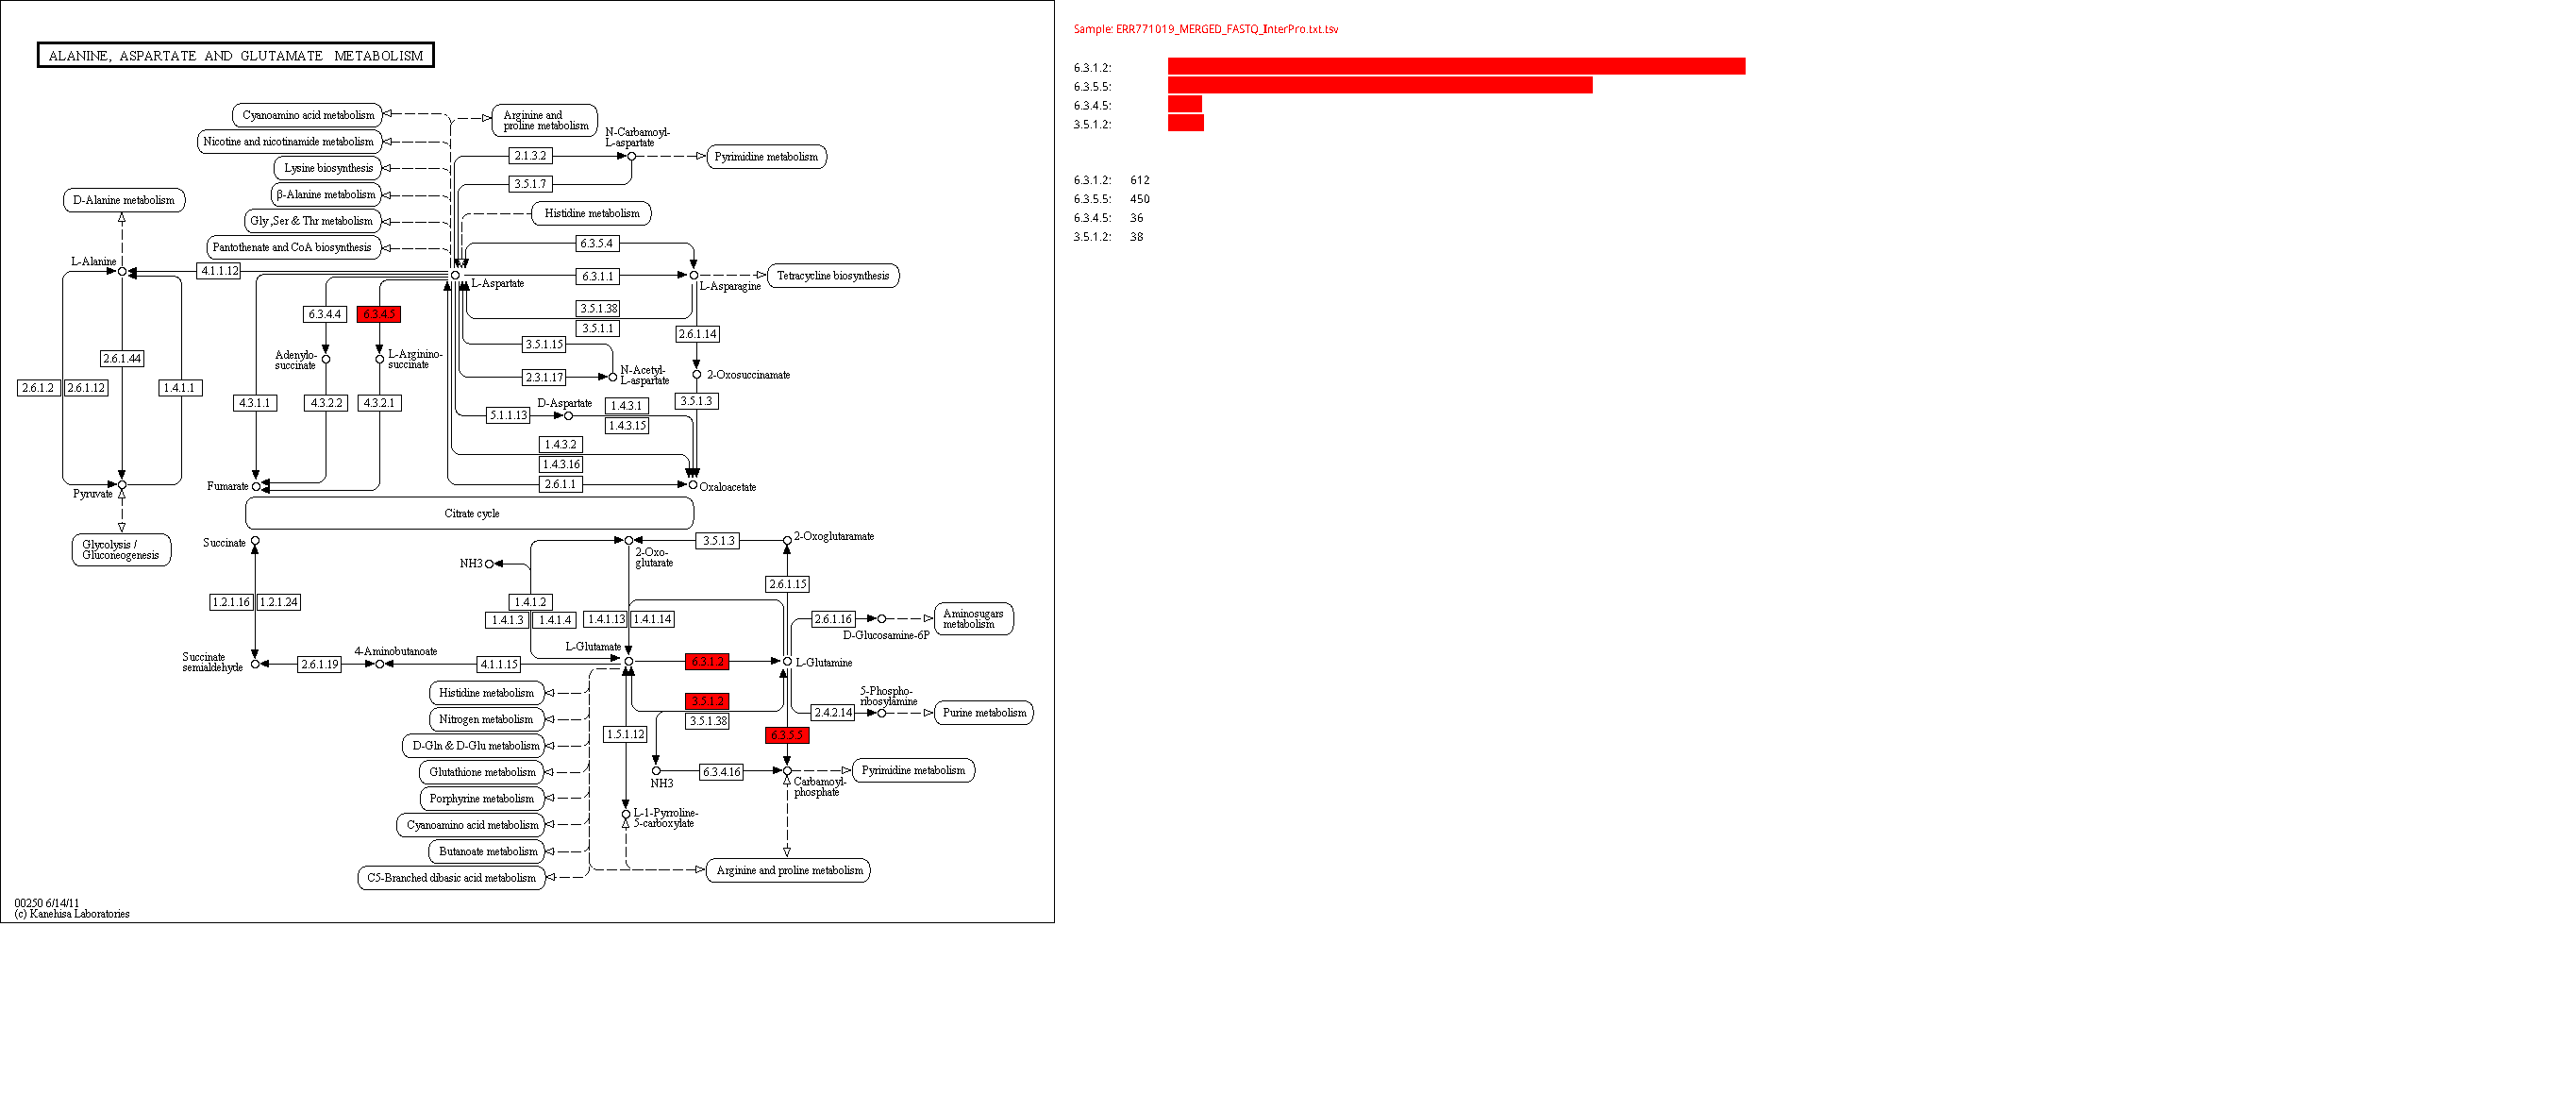 ALANINE, ASPARTATE AND GLUTAMATE METABOLISM
Sample: ERR771019_MERGED_FASTQ_InterPro.txt.tsv
6.3.1.2:
6.3.5.5:
6.3.4.5:
3.5.1.2:
6.3.1.2: 612
6.3.5.5: 450
6.3.4.5: 36
3.5.1.2: 38
Cyanoamino acid metabolism
Arginine and
proline metabolism
N-Carbamoyl-
L-aspartate
Nicotine and nicotinamide metabolism
2.1.3.2
Pyrimidine metabolism
Lysine biosynthesis
3.5.1.7
β-Alanine metabolism
D-Alanine metabolism
Gly ,Ser & Thr metabolism
Histidine metabolism
Pantothenate and CoA biosynthesis
6.3.5.4
L-Alanine
4.1.1.12
6.3.1.1
Tetracycline biosynthesis
L-Aspartate
L-Asparagine
6.3.4.4
6.3.4.5
3.5.1.38
3.5.1.1
2.6.1.14
3.5.1.15
2.6.1.44
Adenylo-
succinate
L-Arginino-
succinate
N-Acetyl-
L-aspartate
2.3.1.17
2-Oxosuccinamate
2.6.1.2
2.6.1.12
1.4.1.1
4.3.1.1
4.3.2.2
4.3.2.1
D-Aspartate
5.1.1.13
1.4.3.1
1.4.3.15
3.5.1.3
1.4.3.2
1.4.3.16
2.6.1.1
Pyruvate
Fumarate
Oxaloacetate
Citrate cycle
Glycolysis /
Gluconeogenesis
Succinate
2-Oxo-
glutarate
3.5.1.3
2-Oxoglutaramate
NH3
2.6.1.15
1.2.1.16
1.2.1.24
1.4.1.2
1.4.1.3
1.4.1.4
1.4.1.13
1.4.1.14
2.6.1.16
D-Glucosamine-6P
Aminosugars
metabolism
L-Glutamate
Succinate
semialdehyde
2.6.1.19
4-Aminobutanoate
4.1.1.15
6.3.1.2
L-Glutamine
Histidine metabolism
3.5.1.2
3.5.1.38
5-Phospho-
ribosylamine
2.4.2.14
Purine metabolism
Nitrogen metabolism
1.5.1.12
6.3.5.5
D-Gln & D-Glu metabolism
Glutathione metabolism
NH3
6.3.4.16
Carbamoyl-
phosphate
Pyrimidine metabolism
Porphyrine metabolism
L-1-Pyrroline-
5-carboxylate
Cyanoamino acid metabolism
Butanoate metabolism
Arginine and proline metabolism
C5-Branched dibasic acid metabolism
00250 6/14/11
(c) Kanehisa Laboratories